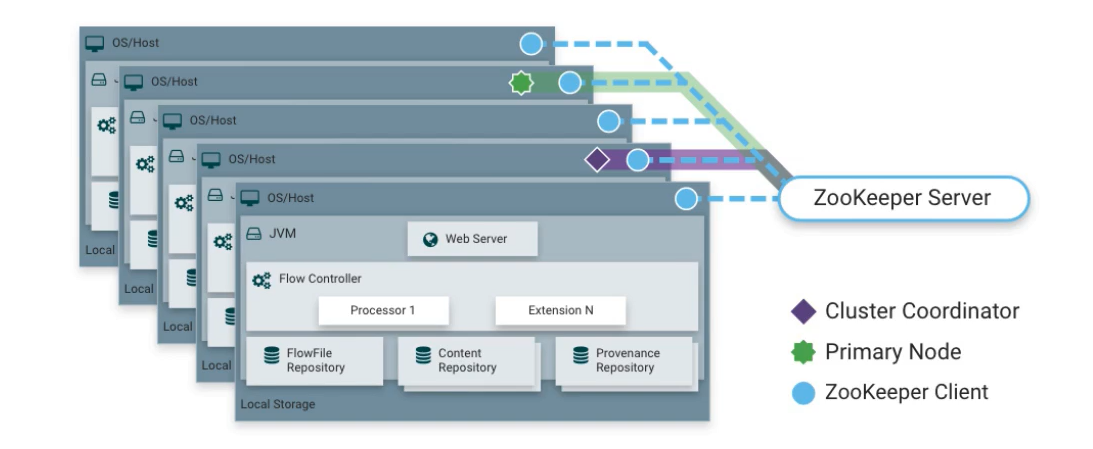 OS/Host
OS/Host
OS/Host
OS/Host
OS/Host
JVM
Web Server
Flow Controller
Processor 1
Extension N
FlowFile
Repository
Content
Repository
Provenance
Repository
Local Storage
Local
Local
Local
Local
ZooKeeper Server
Cluster Coordinator
Primary Node
ZooKeeper Client